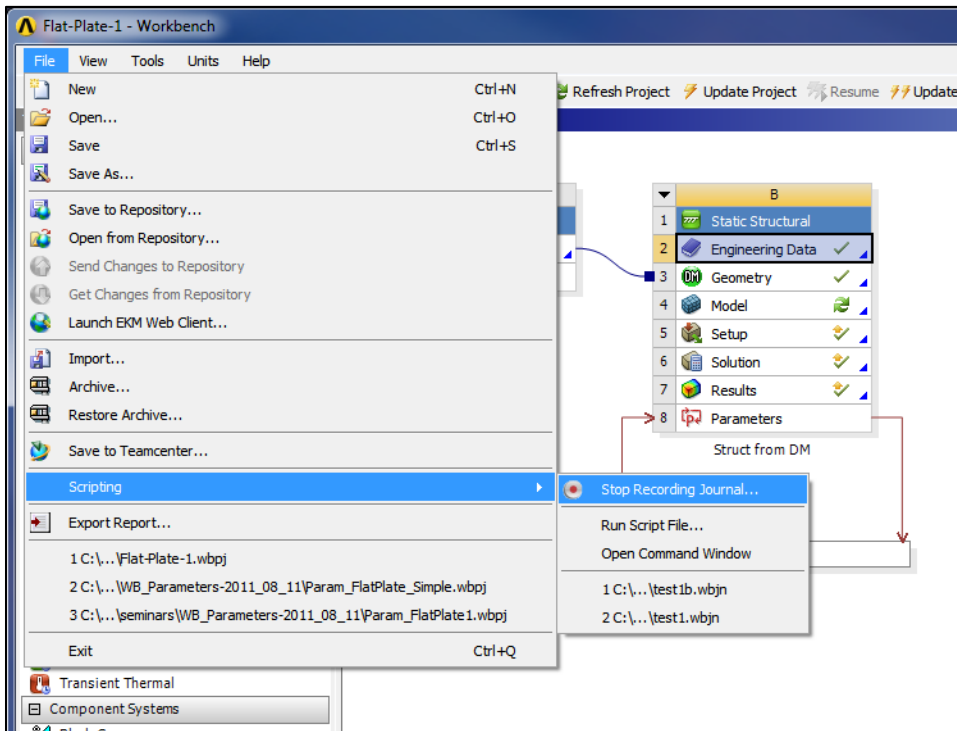 Flat-Plate-1 - Workbench
File View Tools Units Help
New Ctrl+N
Open... Ctrl+O
Save Ctrl+S
Save As...
Save to Repository...
Open from Repository...
Send Changes to Repository
Get Changes from Repository
Launch EKM Web Client...
Import...
Archive...
Restore Archive...
Save to Teamcenter...
Scripting
Export Report...
1 C:\...\Flat-Plate-1.wbpj
2 C:\...\WB_Parameters-2011_08_11\Param_FlatPlate_Simple.wbpj
3 C:\...\seminars\WB_Parameters-2011_08_11\Param_FlatPlate1.wbpj
Exit Ctrl+Q
Transient Thermal
Component Systems
Refresh Project Update Project Resume Update
B
1 Static Structural
2 Engineering Data
3 DM Geometry
4 Model
5 Setup
6 Solution
7 Results
8 Parameters
Struct from DM
Stop Recording Journal...
Run Script File...
Open Command Window
1 C:\...\test1b.wbjn
2 C:\...\test1.wbjn